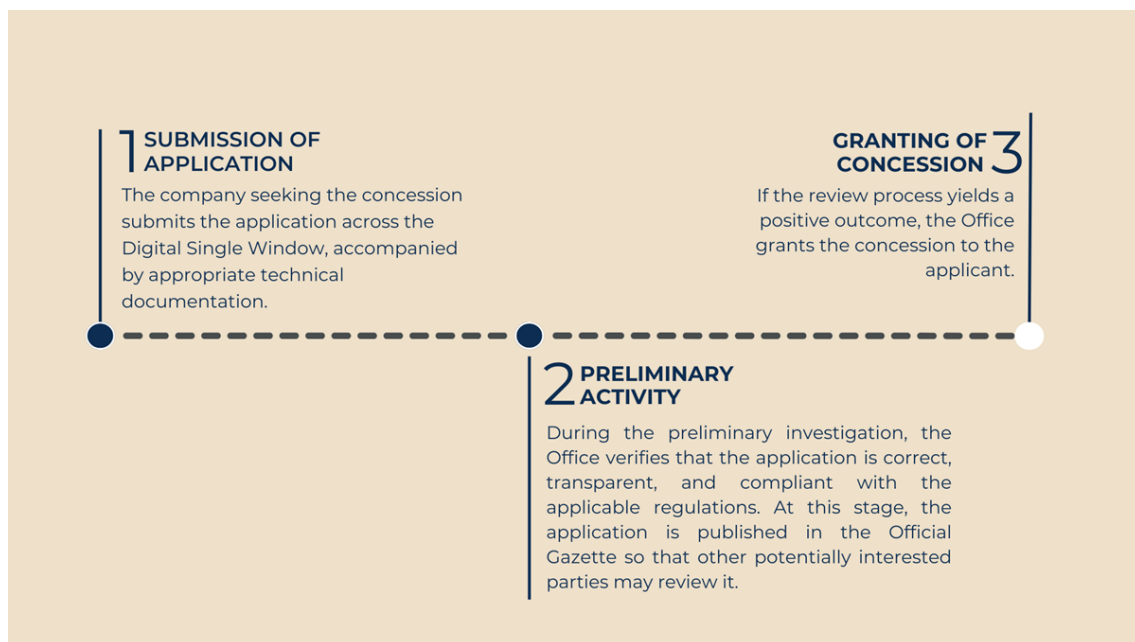 1 SUBMISSION OF
APPLICATION
The company seeking the concession
submits the application across the
Digital Single Window, accompanied
by appropriate technical
documentation.
2 PRELIMINARY
ACTIVITY
During the preliminary investigation, the
Office verifies that the application is correct,
transparent, and compliant with the
applicable regulations. At this stage, the
application is published in the Official
Gazette so that other potentially interested
parties may review it.
GRANTING OF 3
CONCESSION
If the review process yields a
positive outcome, the Office
grants the concession to the
applicant.